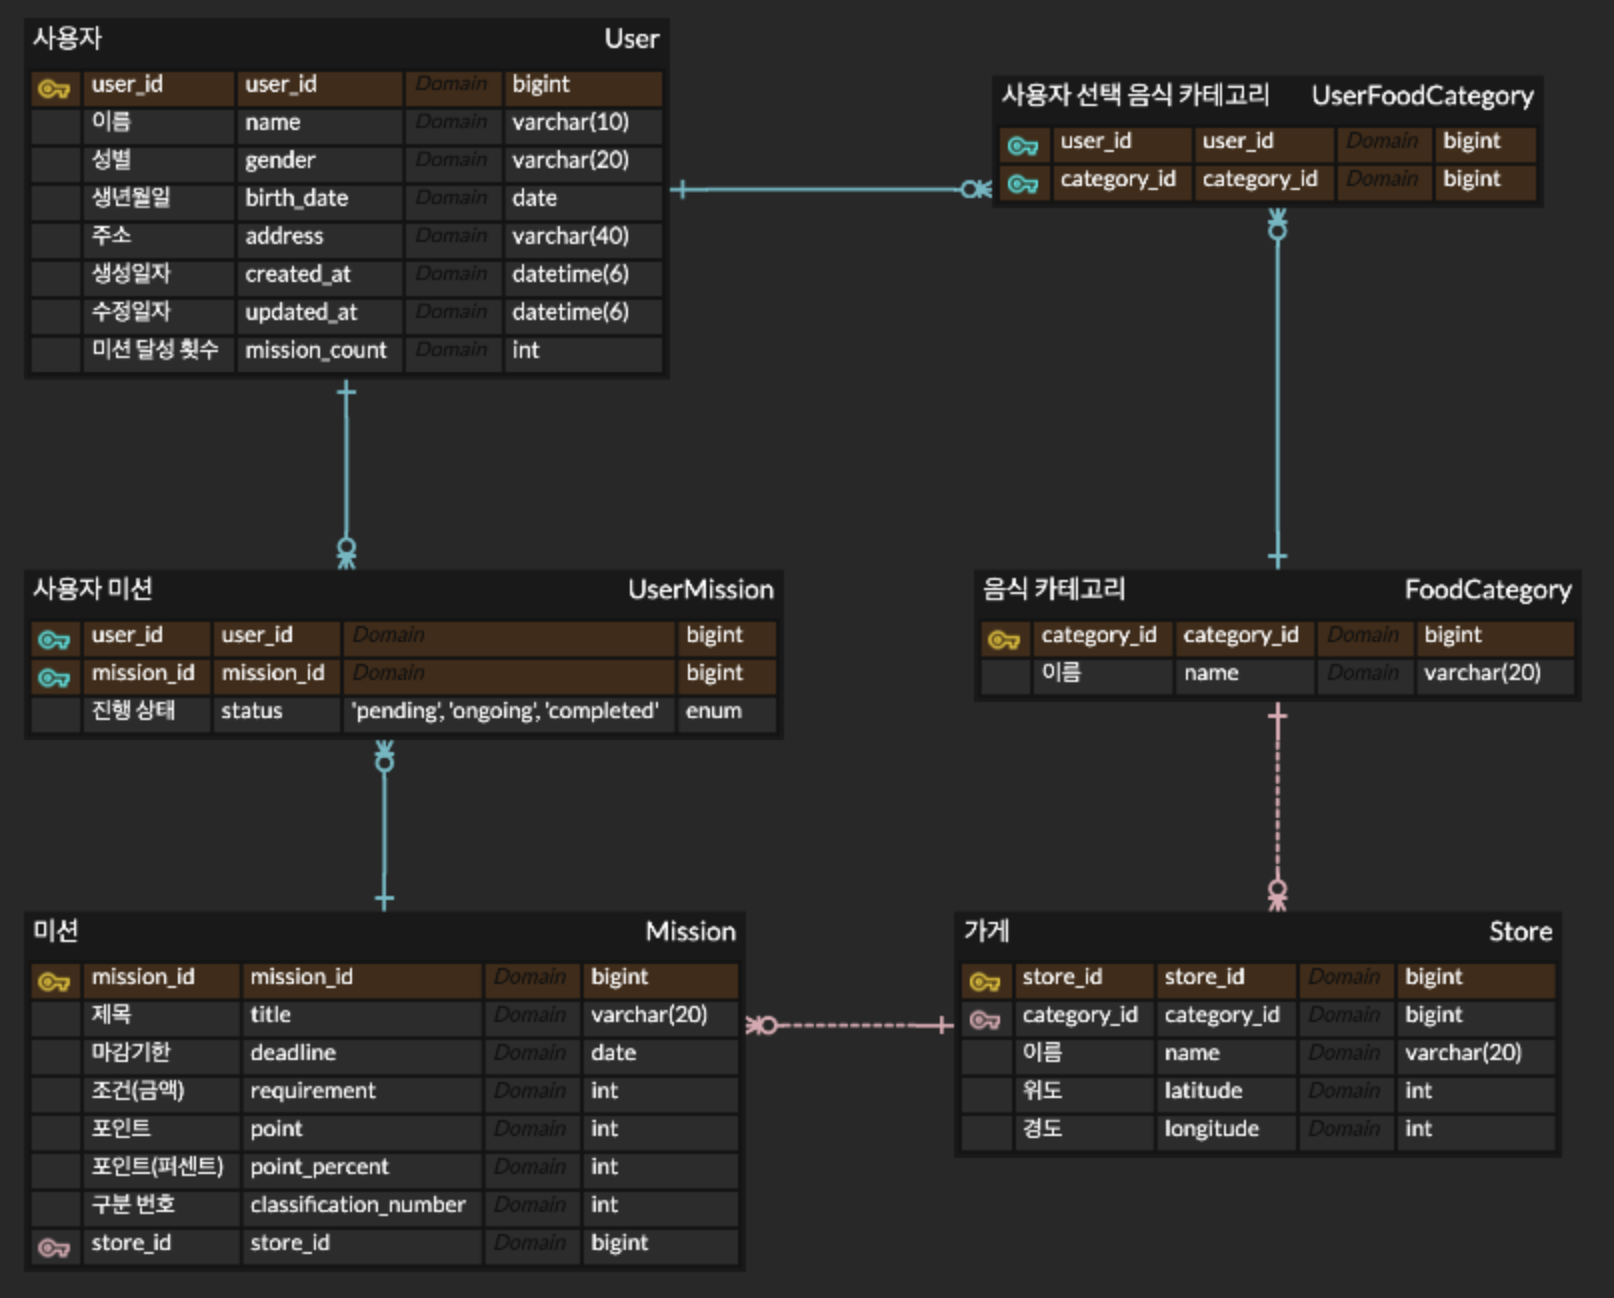 사용자 User
user_id user_id Domain bigint
이름 name Domain varchar(10)
성별 gender Domain varchar(20)
생년월일 birth_date Domain date
주소 address Domain varchar(40)
생성일자 created_at Domain datetime(6)
수정일자 updated_at Domain datetime(6)
미션 달성 횟수 mission_count Domain int
사용자 선택 음식 카테고리 UserFoodCategory
user_id user_id Domain bigint
category_id category_id Domain bigint
사용자 미션 UserMission
user_id user_id Domain bigint
mission_id mission_id Domain bigint
진행 상태 status 'pending', 'ongoing', 'completed' enum
음식 카테고리 FoodCategory
category_id category_id Domain bigint
이름 name Domain varchar(20)
미션 Mission
mission_id mission_id Domain bigint
제목 title Domain varchar(20)
마감기한 deadline Domain date
조건(금액) requirement Domain int
포인트 point Domain int
포인트(퍼센트) point_percent Domain int
구분 번호 classification_number Domain int
store_id store_id Domain bigint
가게 Store
store_id store_id Domain bigint
category_id category_id Domain bigint
이름 name Domain varchar(20)
위도 latitude Domain int
경도 longitude Domain int